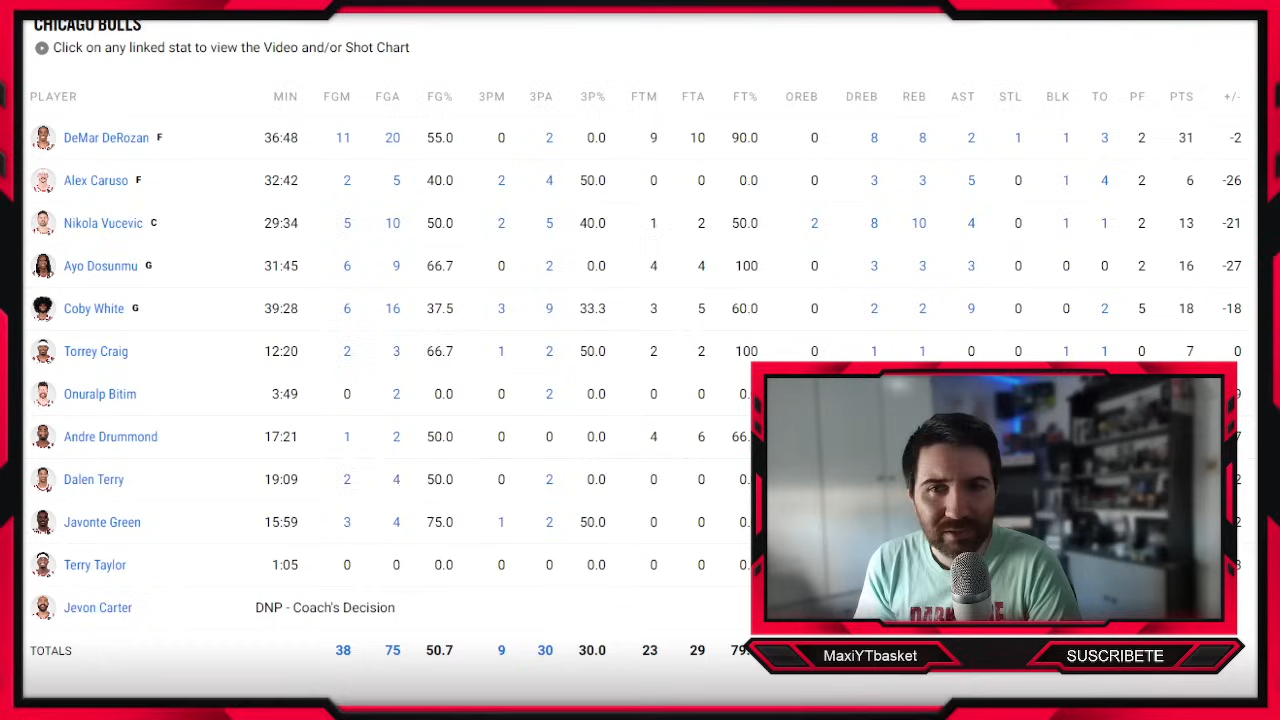 CHICAGO BULLS
Click on any linked stat to view the Video and/or Shot Chart
PLAYER MIN FGM FGA FG% 3PM 3PA 3P% FTM FTA FT% OREB DREB REB AST STL BLK TO PF PTS +/-
DeMar DeRozan F 36:48 11 20 55.0 0 2 0.0 9 10 90.0 0 8 8 2 1 1 3 2 31 -2
Alex Caruso F 32:42 2 5 40.0 2 4 50.0 0 0 0.0 0 3 3 5 0 1 4 2 6 -26
Nikola Vucevic C 29:34 5 10 50.0 2 5 40.0 1 2 50.0 2 8 10 4 0 1 1 2 13 -21
Ayo Dosunmu G 31:45 6 9 66.7 0 2 0.0 4 4 100 0 3 3 3 0 0 0 2 16 -27
Coby White G 39:28 6 16 37.5 3 9 33.3 3 5 60.0 0 2 2 9 0 0 2 5 18 -18
Torrey Craig 12:20 2 3 66.7 1 2 50.0 2 2 100 0 1 1 0 0 1 1 0 7 0
Onuralp Bitim 3:49 0 2 0.0 0 2 0.0 0 0 0.
Andre Drummond 17:21 1 2 50.0 0 0 0.0 4 6 66.
Dalen Terry 19:09 2 4 50.0 0 2 0.0 0 0 0.
Javonte Green 15:59 3 4 75.0 1 2 50.0 0 0 0.
Terry Taylor 1:05 0 0 0.0 0 0 0.0 0 0 0.
Jevon Carter DNP - Coach's Decision
TOTALS 38 75 50.7 9 30 30.0 23 29 79.
MaxiYTbasket SUSCRIBETE